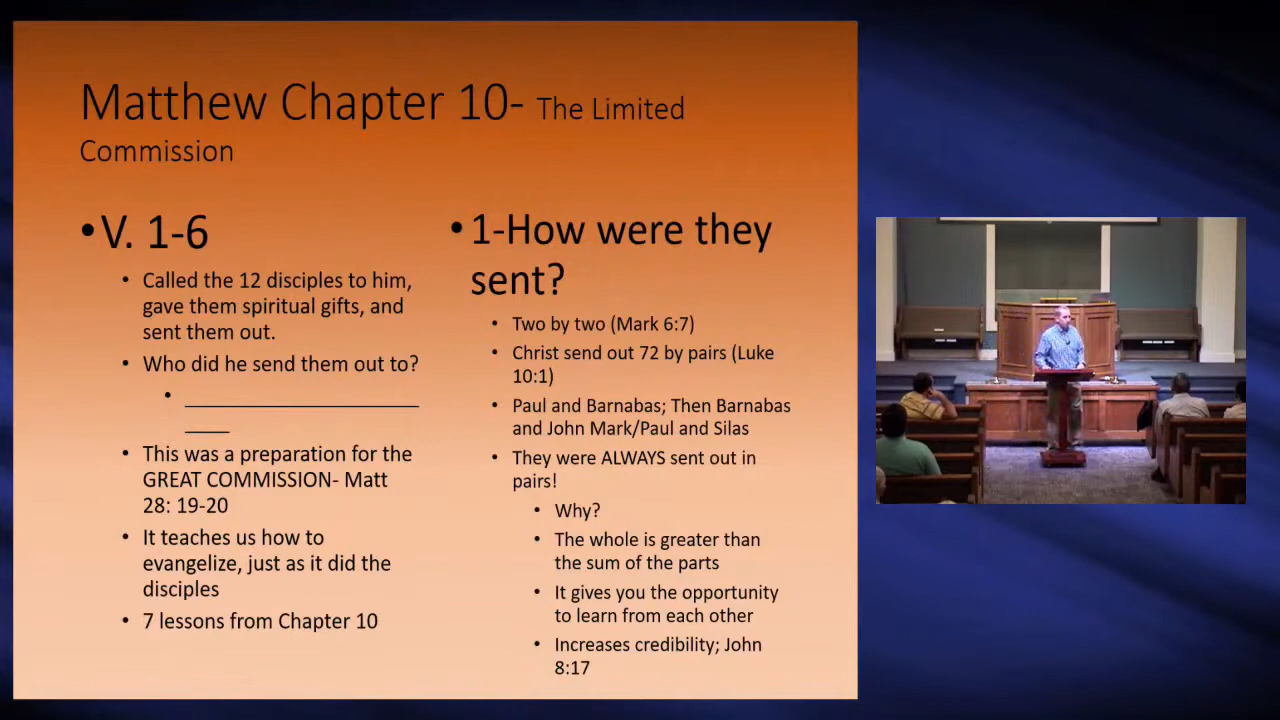 Matthew Chapter 10- The Limited
Commission
•V. 1-6
• Called the 12 disciples to him,
gave them spiritual gifts, and
sent them out.
• Who did he send them out to?
• ______________________
____
• This was a preparation for the
GREAT COMMISSION- Matt
28: 19-20
• It teaches us how to
evangelize, just as it did the
disciples
• 7 lessons from Chapter 10
• 1-How were they
sent?
• Two by two (Mark 6:7)
• Christ send out 72 by pairs (Luke
10:1)
• Paul and Barnabas; Then Barnabas
and John Mark/Paul and Silas
• They were ALWAYS sent out in
pairs!
• Why?
• The whole is greater than
the sum of the parts
• It gives you the opportunity
to learn from each other
• Increases credibility; John
8:17